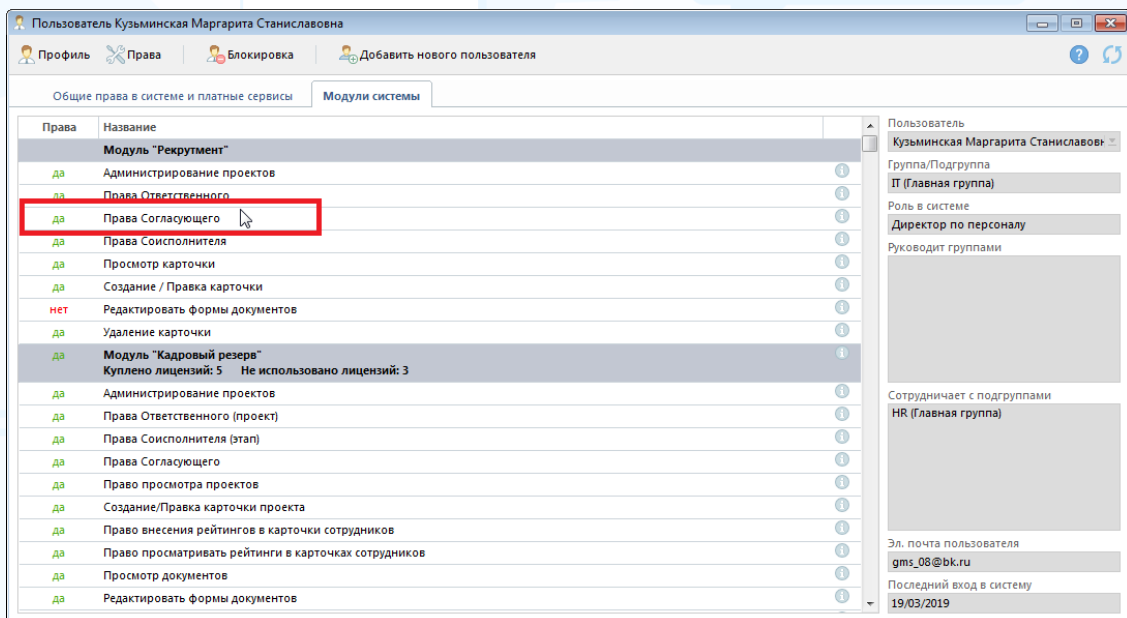 Пользователь Кузьминская Маргарита Станиславовна
Профиль Права Блокировка Добавить нового пользователя
Общие права в системе и платные сервисы Модули системы
Права Название
Модуль "Рекрутмент"
да Администрирование проектов
да Права Ответственного
да Права Согласующего
да Права Соисполнителя
да Просмотр карточки
да Создание / Правка карточки
нет Редактировать формы документов
да Удаление карточки
да Модуль "Кадровый резерв"
Куплено лицензий: 5 Не использовано лицензий: 3
да Администрирование проектов
да Права Ответственного (проект)
да Права Соисполнителя (этап)
да Права Согласующего
да Право просмотра проектов
да Создание/Правка карточки проекта
да Право внесения рейтингов в карточки сотрудников
да Право просматривать рейтинги в карточках сотрудников
да Просмотр документов
да Редактировать формы документов
Пользователь
Кузьминская Маргарита Станиславовн
Группа/Подгруппа
IT (Главная группа)
Роль в системе
Директор по персоналу
Руководит группами
Сотрудничает с подгруппами
HR (Главная группа)
Эл. почта пользователя
gms_08@bk.ru
Последний вход в систему
19/03/2019